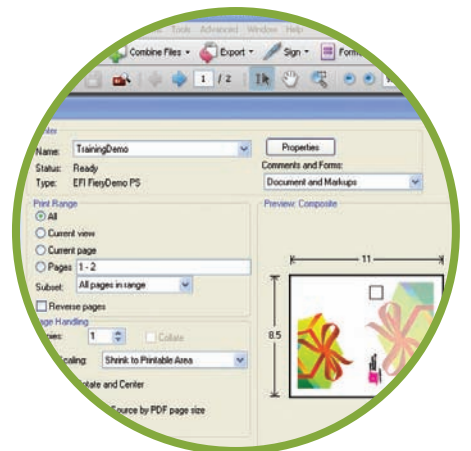 Tools Advanced Window Help
Combine Files Export Sign Form
1 / 2
Name: TrainingDemo Properties
Status: Ready Comments and Forms:
Type: EFI FieryDemo PS Document and Markups
Print Range Preview: Composite
All
Current view
Current page
Pages 1 - 2
Subset: All pages in range
Reverse pages
Page Handling
1 Collate
Shrink to Printable Area
and Center
Source by PDF page size
11
8.5